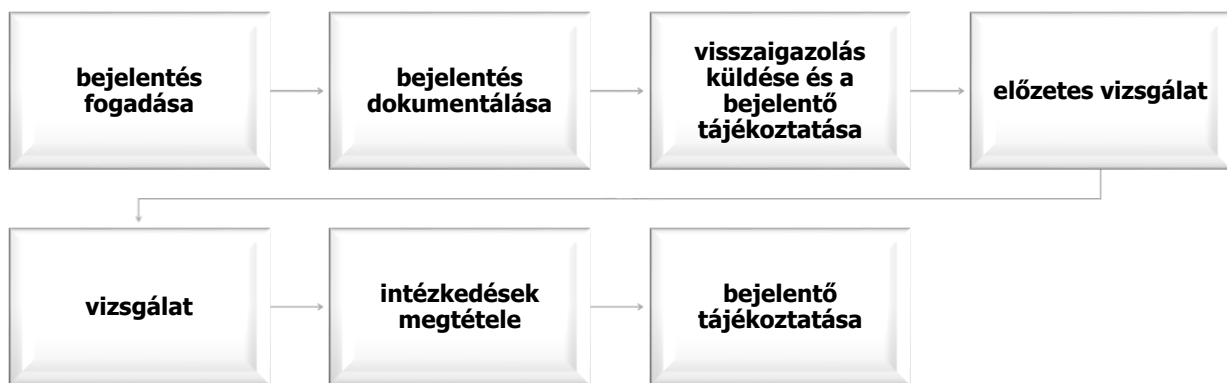 bejelentés
fogadása
bejelentés
dokumentálása
visszaigazolás
küldése és a
bejelentő
tájékoztatása
előzetes vizsgálat
vizsgálat
intézkedések
megtétele
bejelentő
tájékoztatása